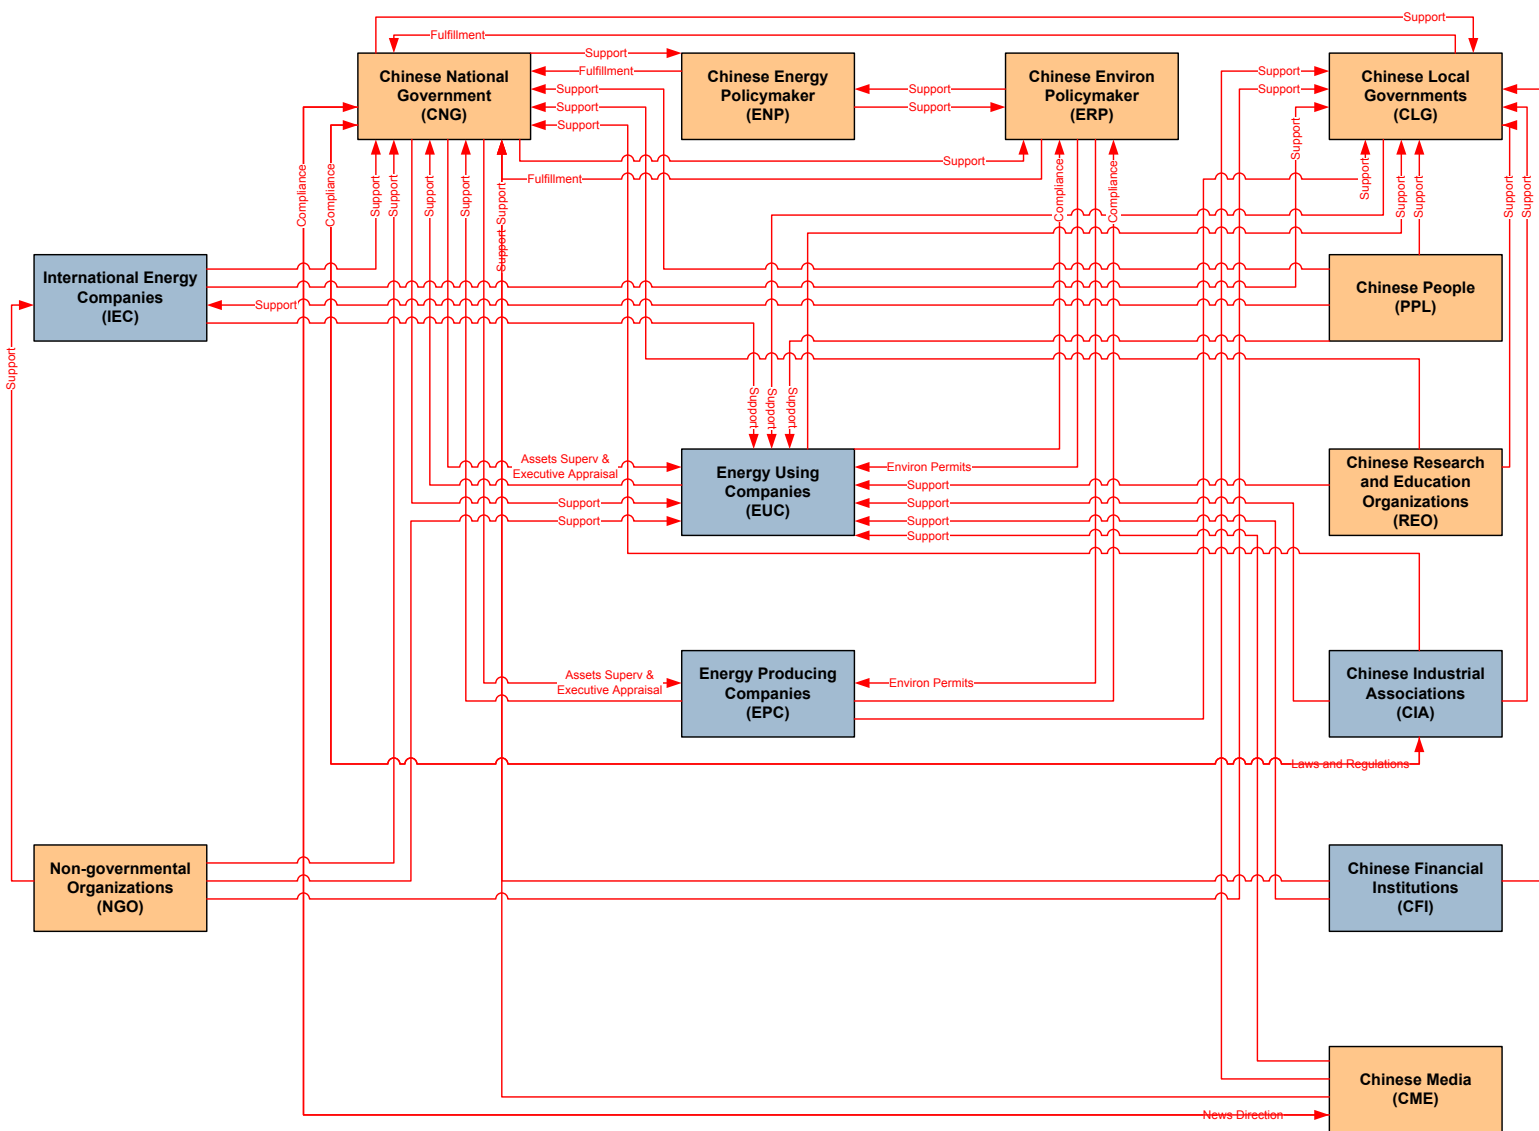 Support
Fulfillment
Chinese National
Government
(CNG)
Support
Fulfillment
Support
Support
Support
Chinese Energy
Policymaker
(ENP)
Support
Support
Chinese Environ
Policymaker
(ERP)
Support
Support
Support
Chinese Local
Governments
(CLG)
Support
Fulfillment
Compliance
Compliance
Support
Support
Support
Support
Support
Support
Compliance
Compliance
Support
Support
Support
Support
Support
Support
International Energy
Companies
(IEC)
Support
Chinese People
(PPL)
Support
Support
Support
Support
Assets Superv &
Executive Appraisal
Support
Support
Energy Using
Companies
(EUC)
Environ Permits
Support
Support
Support
Support
Chinese Research
and Education
Organizations
(REO)
Assets Superv &
Executive Appraisal
Energy Producing
Companies
(EPC)
Environ Permits
Chinese Industrial
Associations
(CIA)
Laws and Regulations
Non-governmental
Organizations
(NGO)
Chinese Financial
Institutions
(CFI)
Chinese Media
(CME)
News Direction